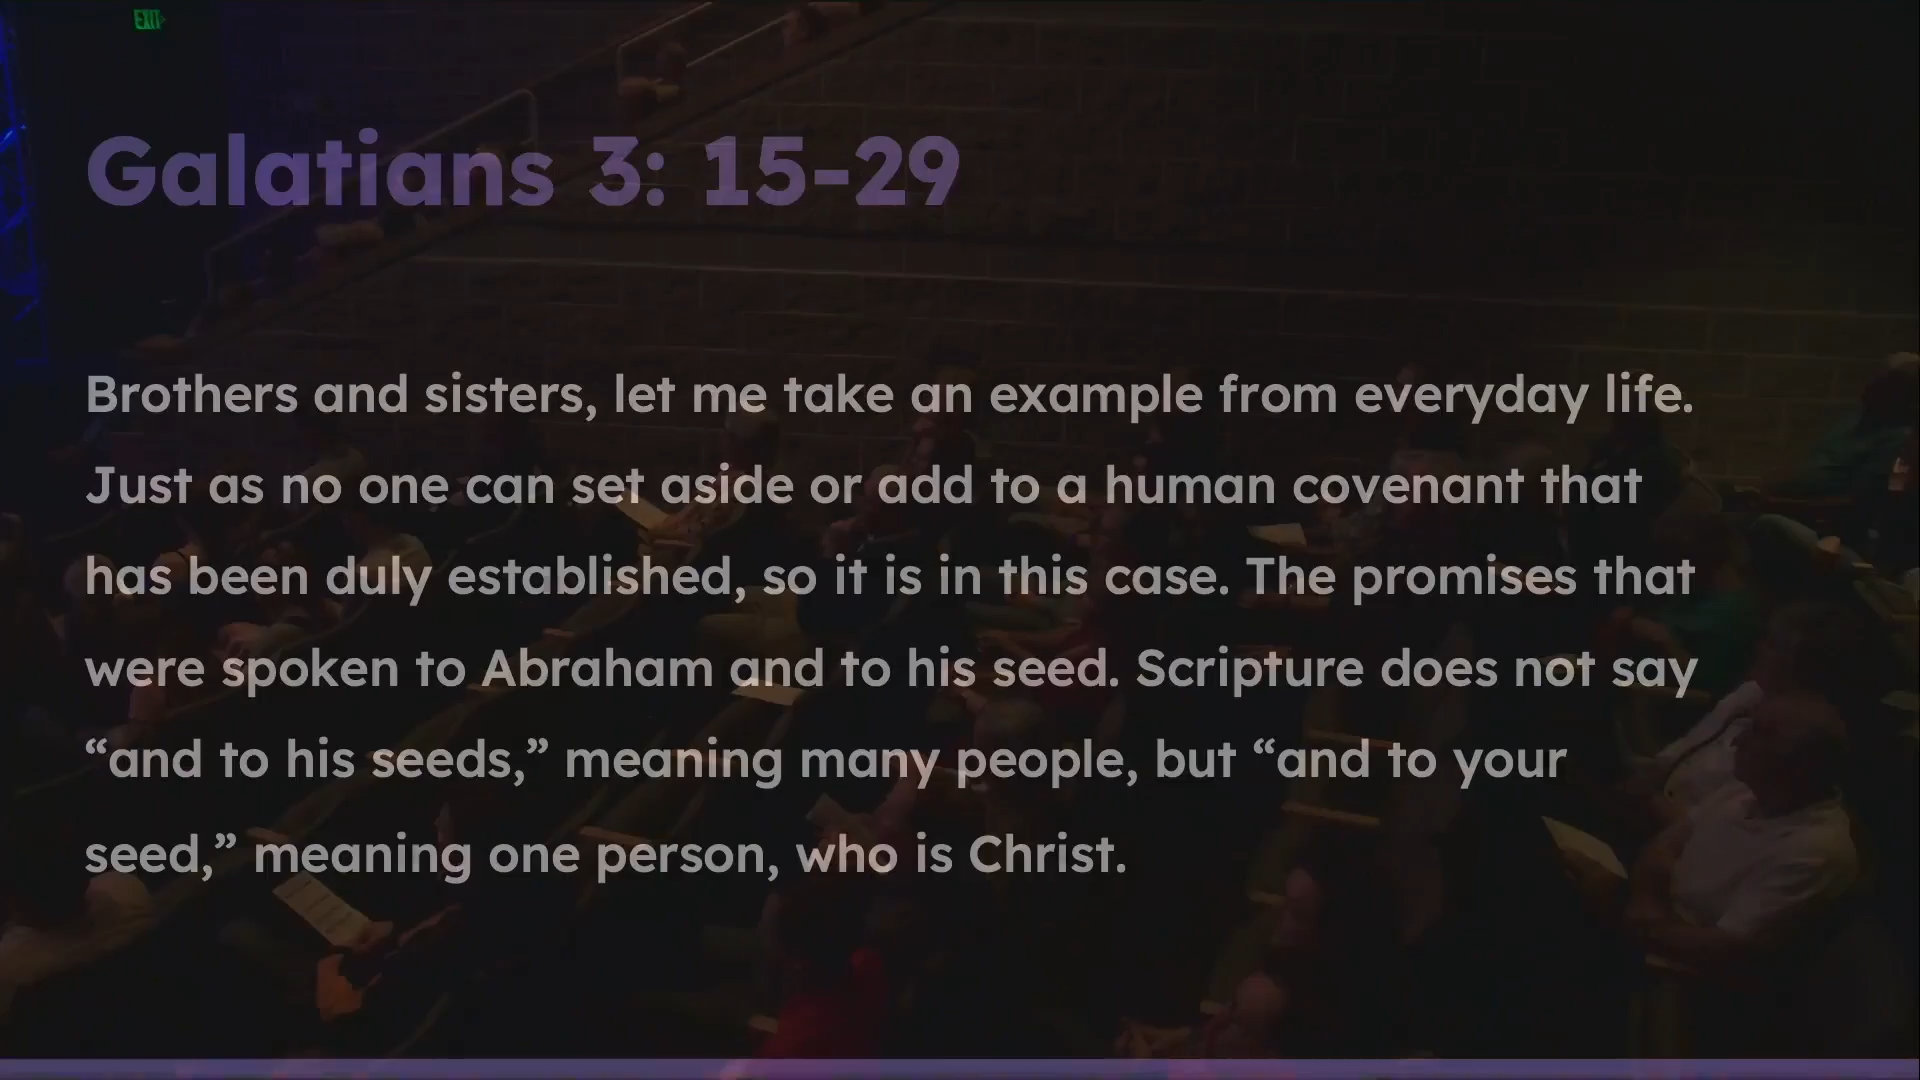 EXIT
Galatians 3: 15-29
Brothers and sisters, let me take an example from everyday life.
Just as no one can set aside or add to a human covenant that
has been duly established, so it is in this case. The promises that
were spoken to Abraham and to his seed. Scripture does not say
“and to his seeds,” meaning many people, but “and to your
seed,” meaning one person, who is Christ.